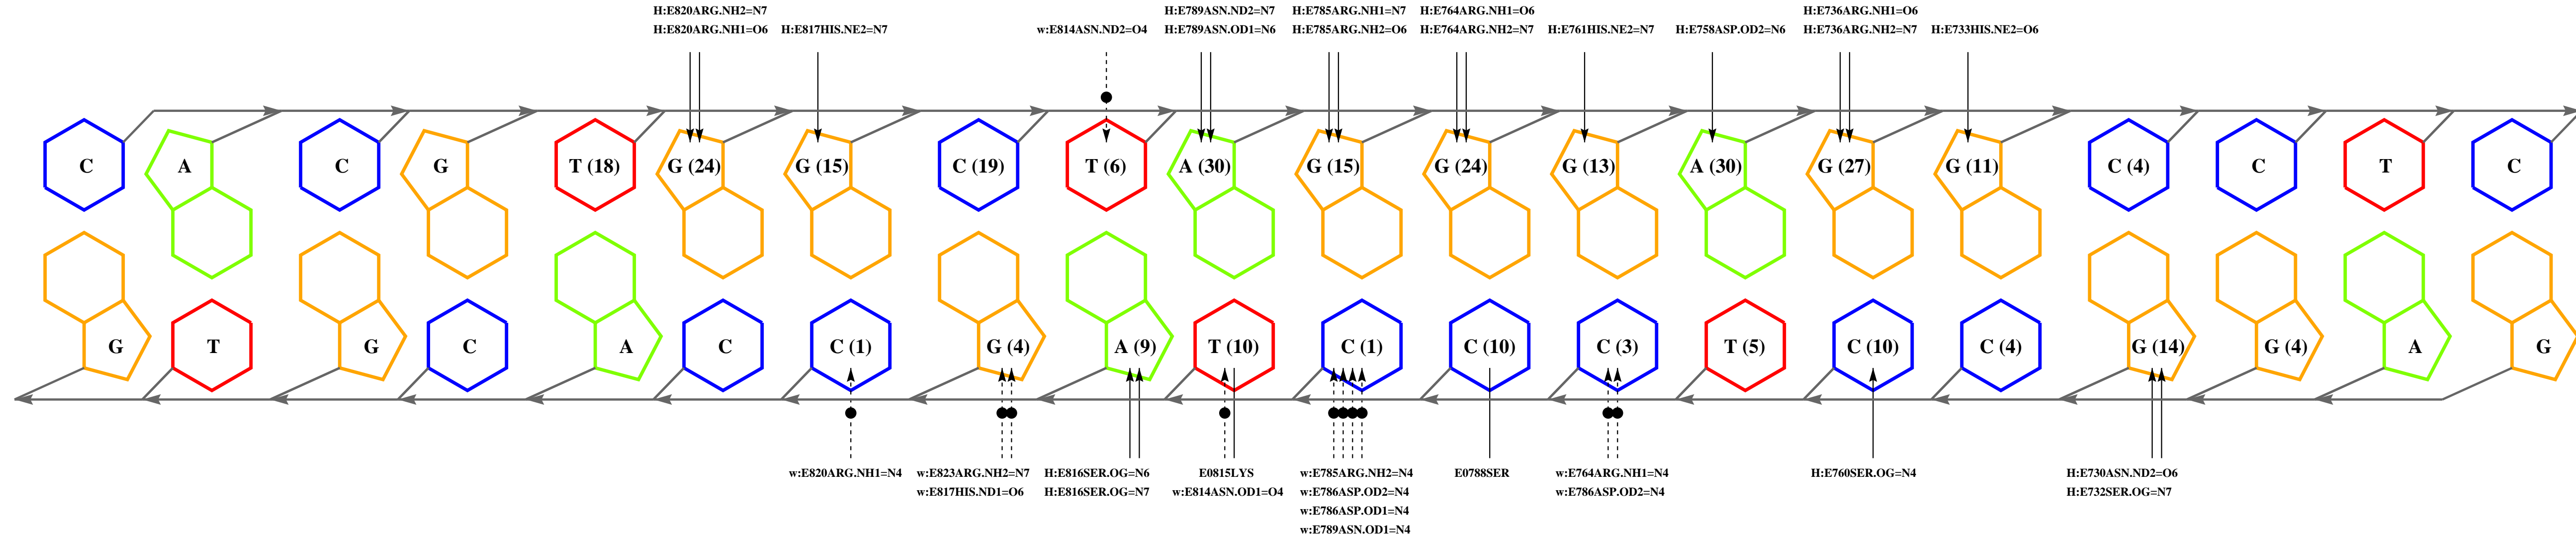 H:E820ARG.NH2=N7 H:E789ASN.ND2=N7 H:E785ARG.NH1=N7 H:E764ARG.NH1=O6 H:E736ARG.NH1=O6
H:E820ARG.NH1=O6 H:E817HIS.NE2=N7 w:E814ASN.ND2=O4 H:E789ASN.OD1=N6 H:E785ARG.NH2=O6 H:E764ARG.NH2=N7 H:E761HIS.NE2=N7 H:E758ASP.OD2=N6 H:E736ARG.NH2=N7 H:E733HIS.NE2=O6
C A C G T (18) G (24) G (15) C (19) T (6) A (30) G (15) G (24) G (13) A (30) G (27) G (11) C (4) C T C
G T G C A C C (1) G (4) A (9) T (10) C (1) C (10) C (3) T (5) C (10) C (4) G (14) G (4) A G
w:E820ARG.NH1=N4 w:E823ARG.NH2=N7 H:E816SER.OG=N6 E0815LYS w:E785ARG.NH2=N4 E0788SER w:E764ARG.NH1=N4 H:E760SER.OG=N4 H:E730ASN.ND2=O6
w:E817HIS.ND1=O6 H:E816SER.OG=N7 w:E814ASN.OD1=O4 w:E786ASP.OD2=N4 w:E786ASP.OD2=N4 H:E732SER.OG=N7
w:E786ASP.OD1=N4
w:E789ASN.OD1=N4